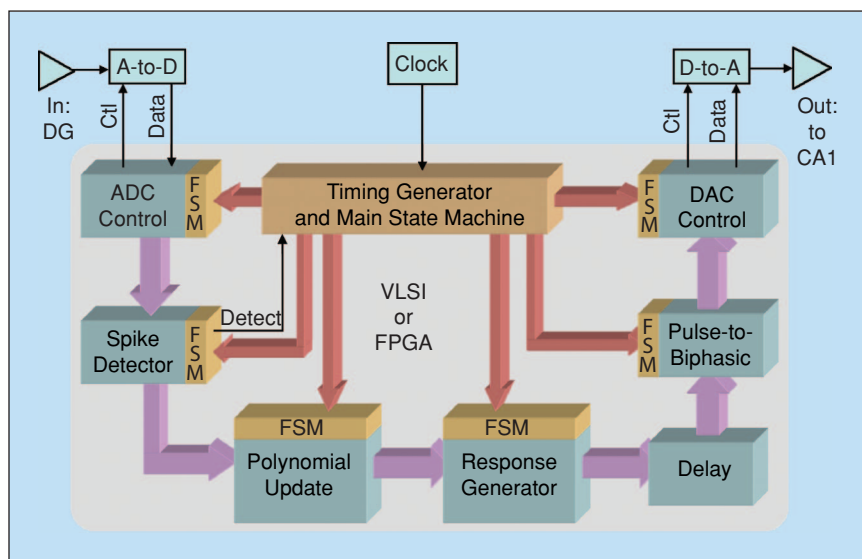 A-to-D
Clock
D-to-A
In:
DG
Ctl
Data
Ctl
Data
Out:
to
CA1
ADC
Control
FSM
Timing Generator
and Main State Machine
FSM
DAC
Control
Spike
Detector
FSM
Detect
VLSI
or
FPGA
FSM
Pulse-to-
Biphasic
FSM
Polynomial
Update
FSM
Response
Generator
Delay